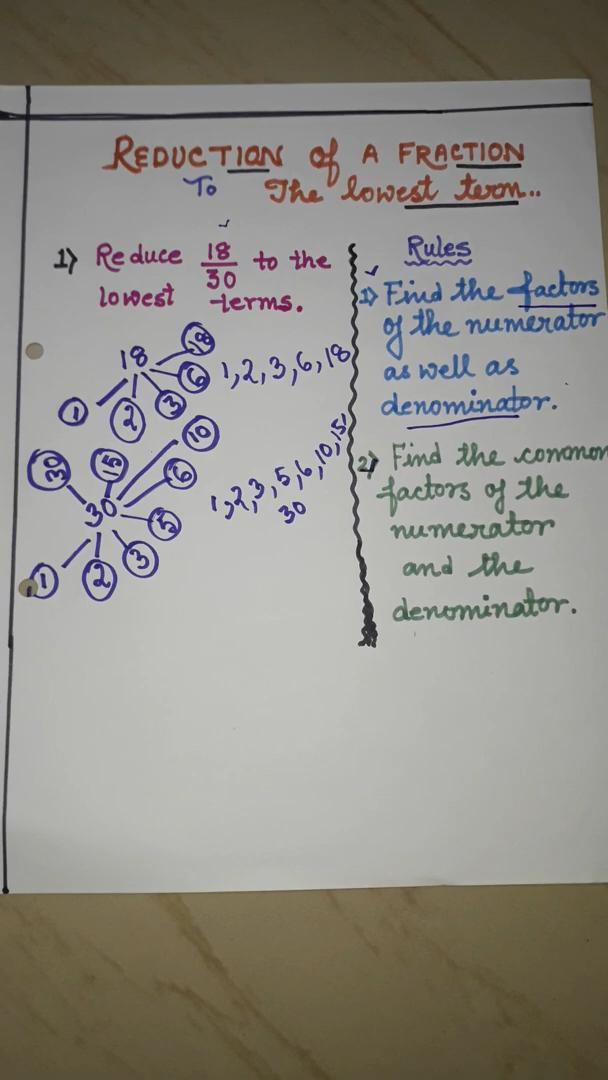 REDUCTION of A FRACTION
To The lowest term..
1) Reduce 18/30 to the
lowest terms.
18
18
6
1
2
3
1, 2, 3, 6, 18
30
15
10
6
30
5
3
2
1
1, 2, 3, 5, 6, 10, 15,
30
Rules
1) Find the factors
of the numerator
as well as
denominator.
2) Find the common
factors of the
numerator
and the
denominator.